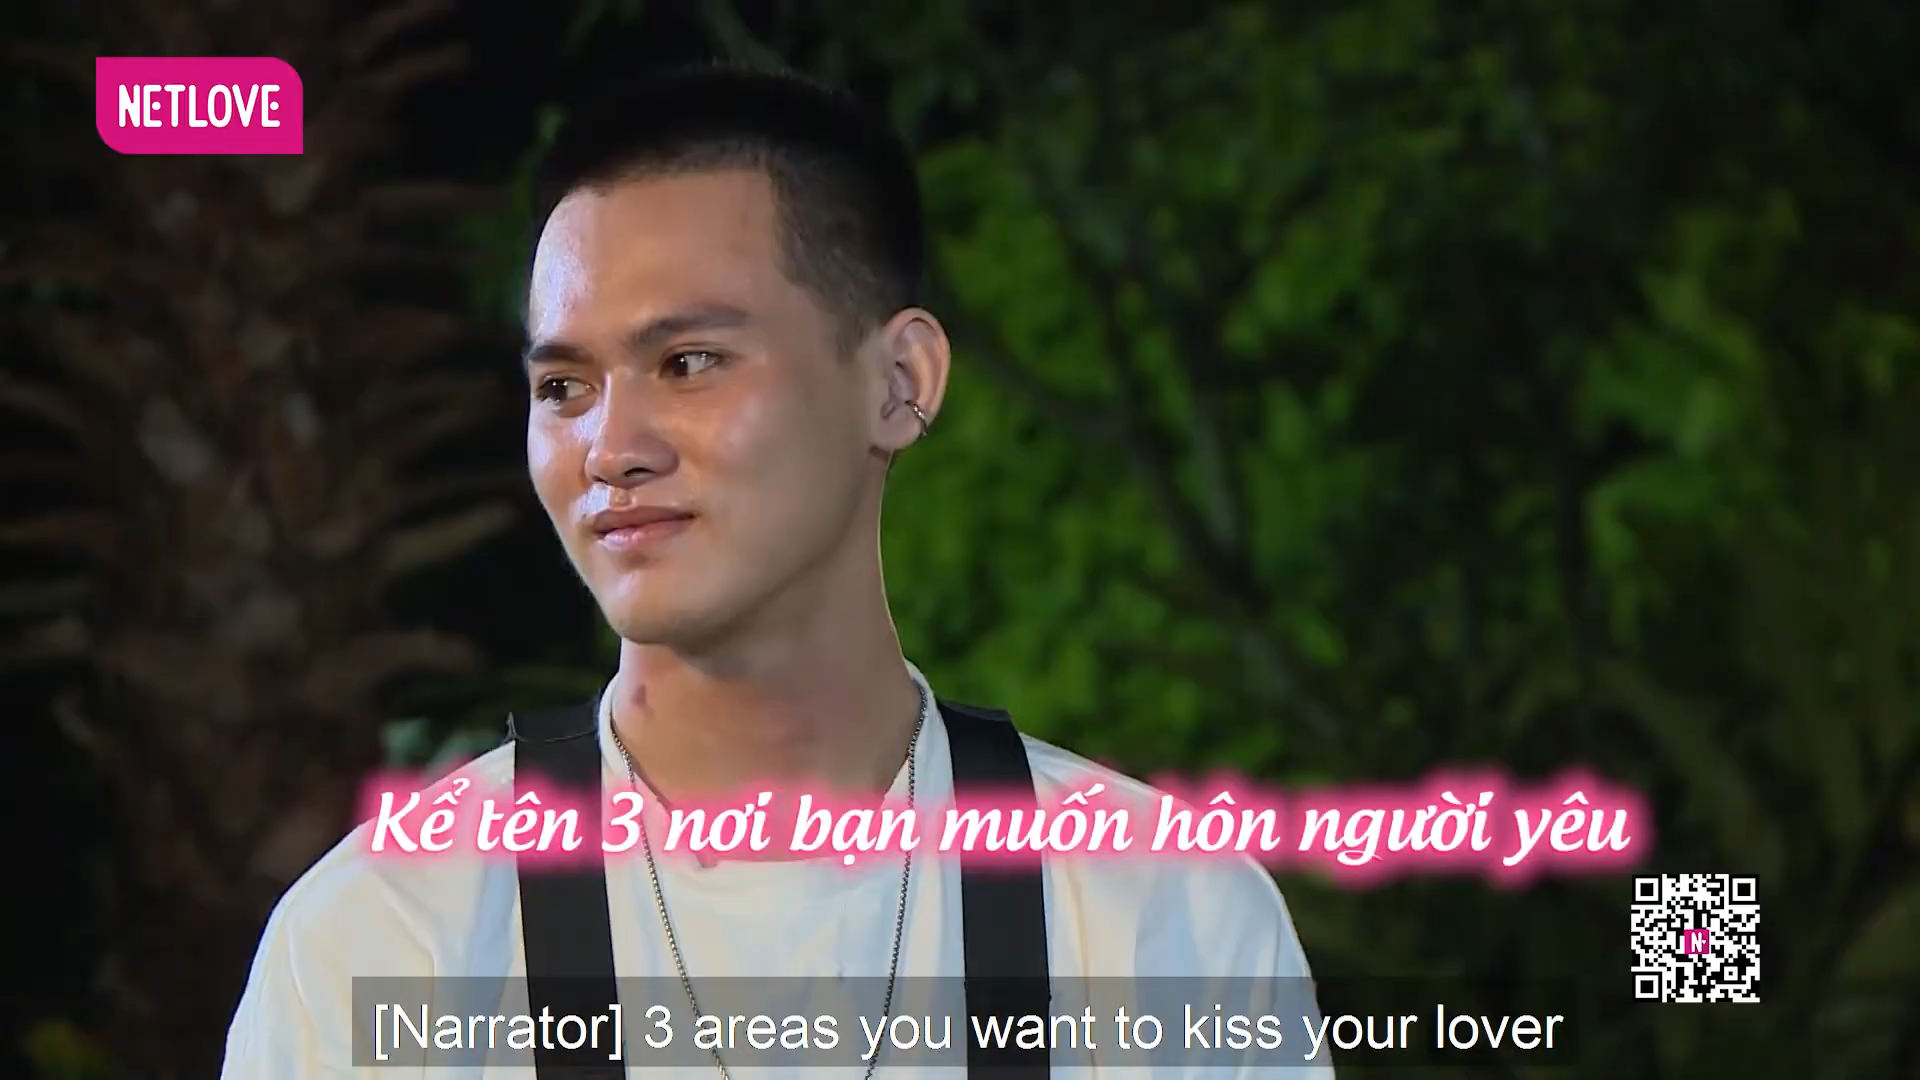 NETLOVE
Kể tên 3 nơi bạn muốn hôn người yêu
N
[Narrator] 3 areas you want to kiss your lover